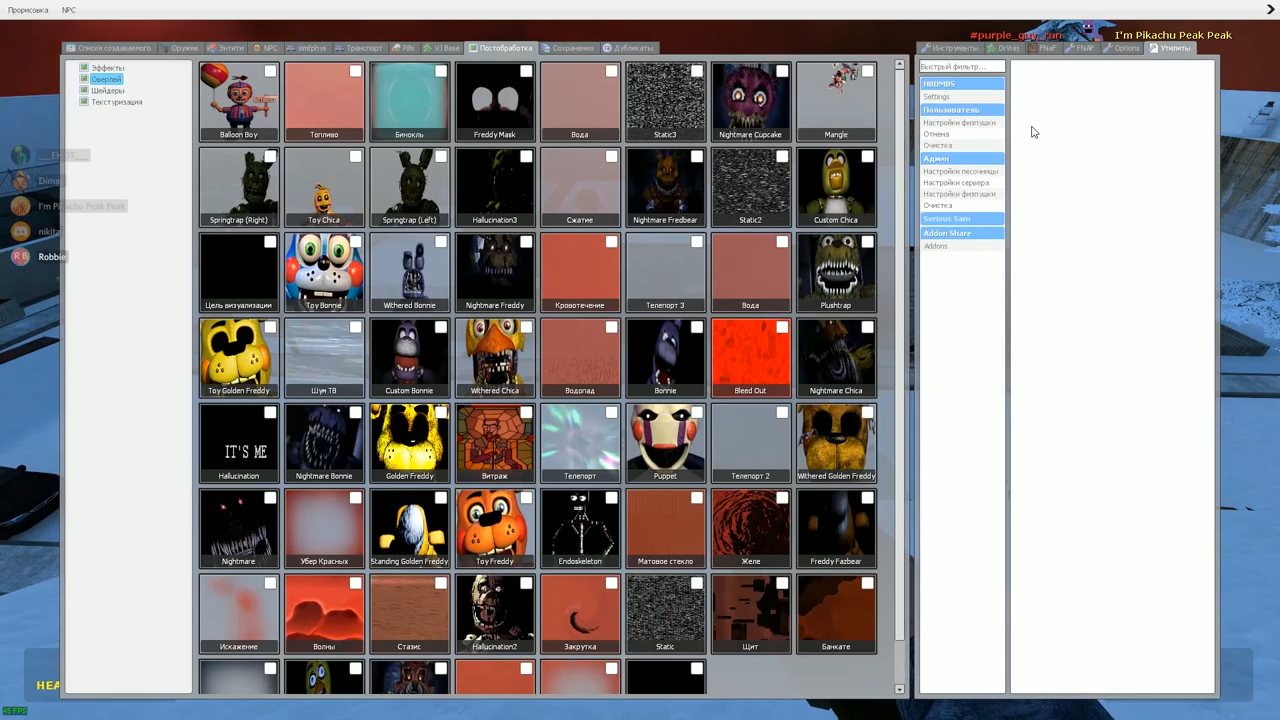 Прорисовка NPC
#purple_guy_run I'm Pikachu Peak Peak
Списки создаваемого Оружие Энтити NPC simfphys Транспорт Pills VJ Base Постобработка Сохранения Дубликаты
Инструменты DrVrej FNaF FNAF Options Утилиты
Эффекты
Оверлей
Шейдеры
Текстуризация
___EHOT___
Dima
I'm Pikachu Peak Peak
nikita
Robbie
Balloon Boy Топливо Бинокль Freddy Mask Вода Static3 Nightmare Cupcake Mangle
Springtrap (Right) Toy Chica Springtrap (Left) Hallucination3 Сжатие Nightmare Fredbear Static2 Custom Chica
Цель визуализации Toy Bonnie Withered Bonnie Nightmare Freddy Кровотечение Телепорт 3 Вода Plushtrap
Toy Golden Freddy Шум ТВ Custom Bonnie Withered Chica Водопад Bonnie Bleed Out Nightmare Chica
IT'S ME
Hallucination Nightmare Bonnie Golden Freddy Витраж Телепорт Puppet Телепорт 2 Withered Golden Freddy
Nightmare Убер Красных Standing Golden Freddy Toy Freddy Endoskeleton Матовое стекло Желе Freddy Fazbear
Искажение Волны Стазис Hallucination2 Закрутка Static Щит Банкате
Быстрый фильтр...
HBOMBS
Settings
Пользователь
Настройки физпушки
Отмена
Очистка
Админ
Настройки песочницы
Настройки сервера
Настройки физпушки
Очистка
Serious Sam
Addon Share
Addons
HEA
45 FPS